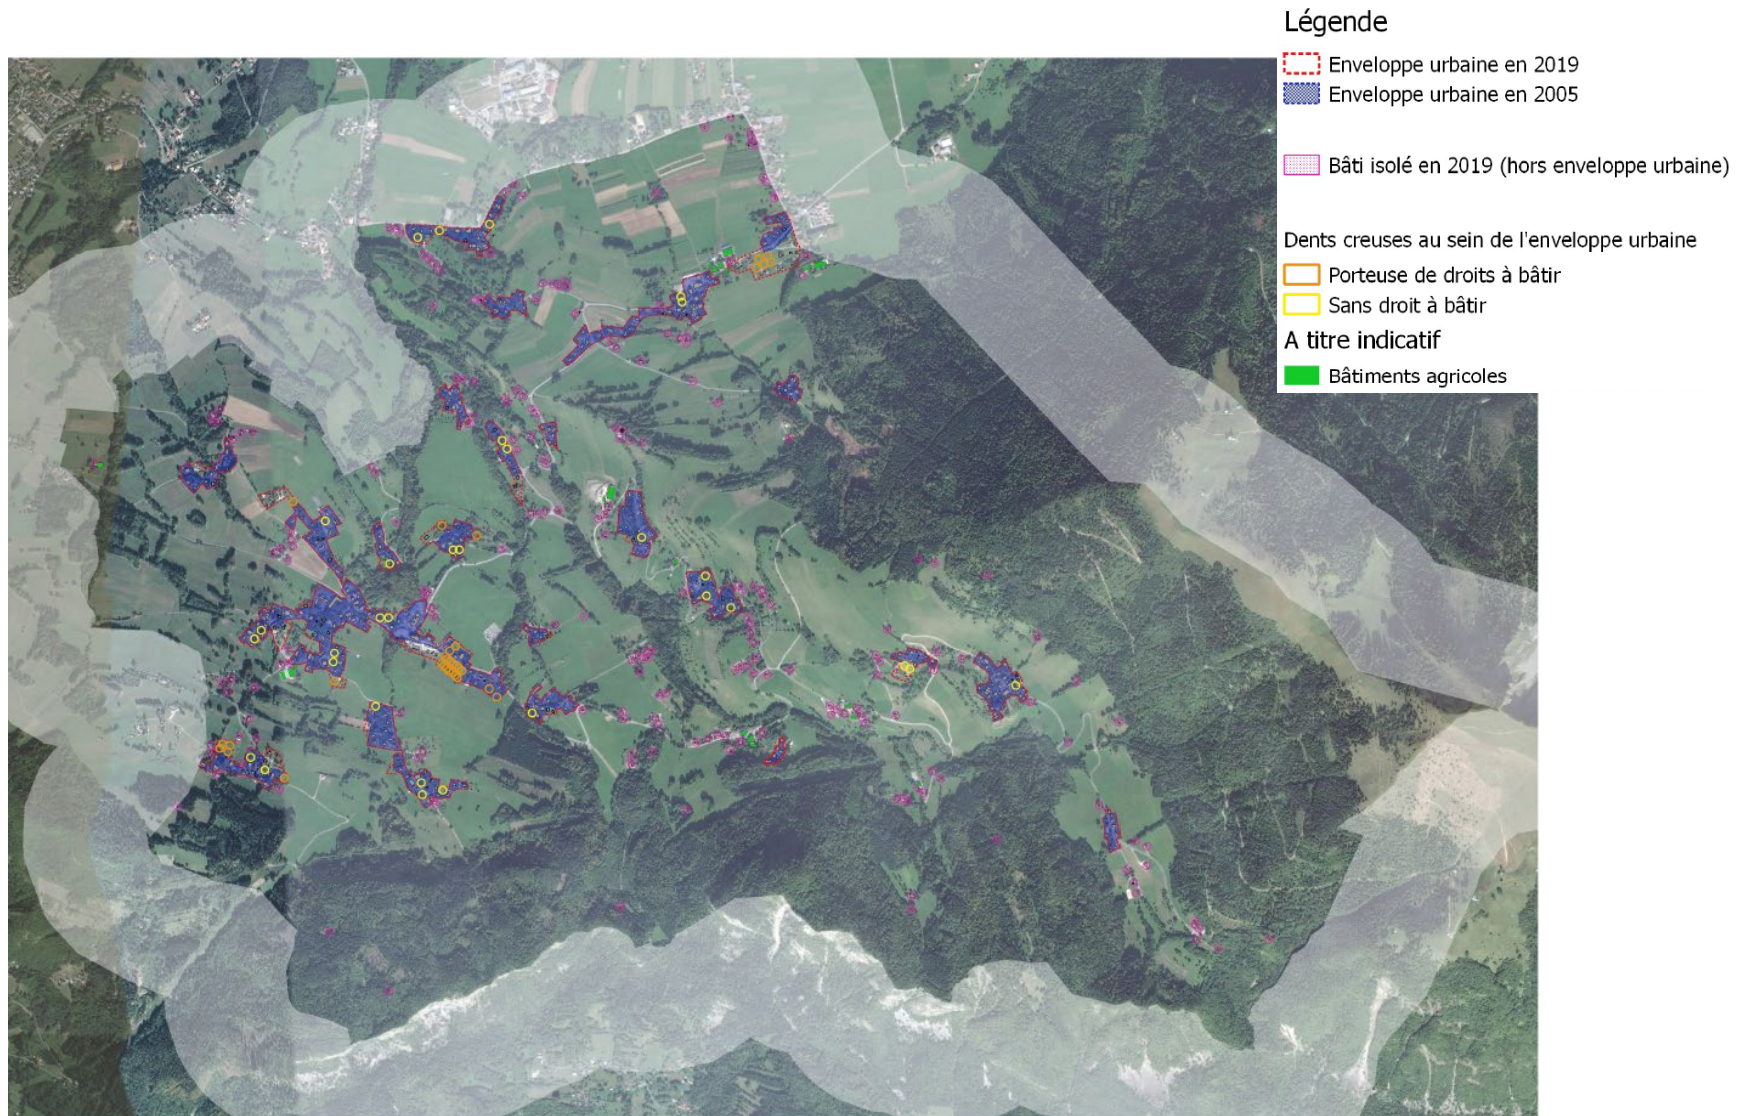 Légende
Enveloppe urbaine en 2019
Enveloppe urbaine en 2005
Bâti isolé en 2019 (hors enveloppe urbaine)
Dents creuses au sein de l'enveloppe urbaine
Porteuse de droits à bâtir
Sans droit à bâtir
A titre indicatif
Bâtiments agricoles